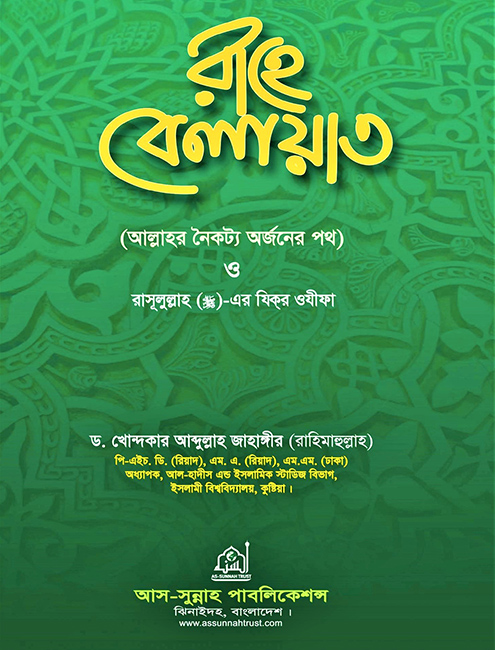 রাহে
বেলায়াত
(আল্লাহর নৈকট্য অর্জনের পথ)
ও
রাসূলুল্লাহ (ﷺ)-এর যিক্‌র ওযীফা
ড. খোন্দকার আব্দুল্লাহ জাহাঙ্গীর (রাহিমাহুল্লাহ)
পি-এইচ. ডি. (রিয়াদ), এম. এ. (রিয়াদ), এম.এম. (ঢাকা)
অধ্যাপক, আল-হাদীস এন্ড ইসলামিক স্টাডিজ বিভাগ,
ইসলামী বিশ্ববিদ্যালয়, কুষ্টিয়া।
السنة
AS-SUNNAH TRUST
আস-সুন্নাহ পাবলিকেশন্স
ঝিনাইদহ, বাংলাদেশ।
www.assunnahtrust.com